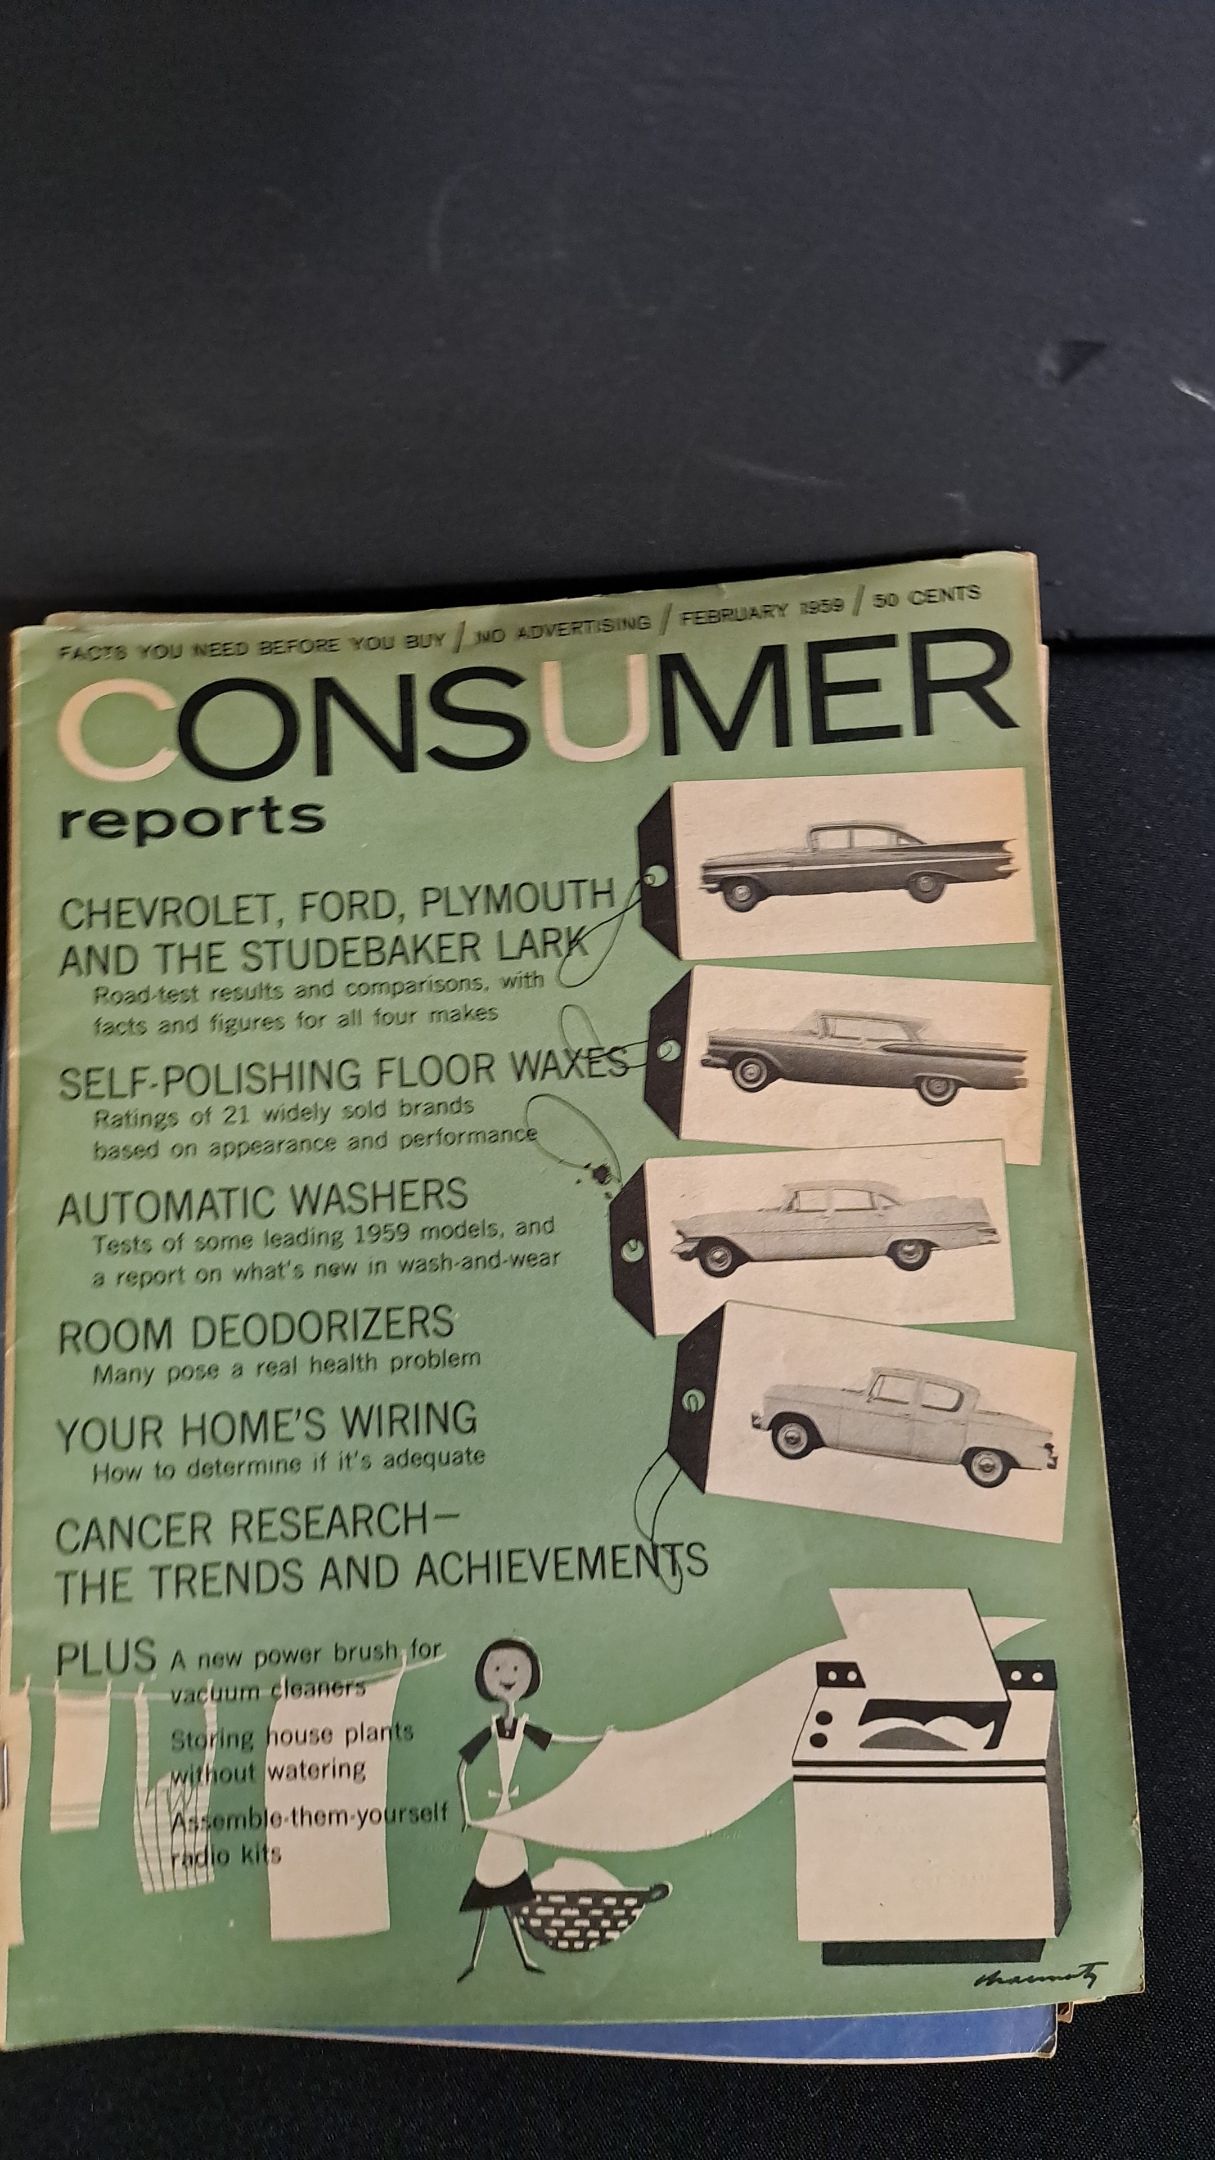 FACTS YOU NEED BEFORE YOU BUY / NO ADVERTISING / FEBRUARY 1959 / 50 CENTS
CONSUMER
reports
CHEVROLET, FORD, PLYMOUTH
AND THE STUDEBAKER LARK
Road-test results and comparisons, with
facts and figures for all four makes
SELF-POLISHING FLOOR WAXES
Ratings of 21 widely sold brands
based on appearance and performance
AUTOMATIC WASHERS
Tests of some leading 1959 models, and
a report on what's new in wash-and-wear
ROOM DEODORIZERS
Many pose a real health problem
YOUR HOME'S WIRING
How to determine if it's adequate
CANCER RESEARCH—
THE TRENDS AND ACHIEVEMENTS
PLUS A new power brush for
vacuum cleaners
Storing house plants
without watering
Assemble-them-yourself
radio kits